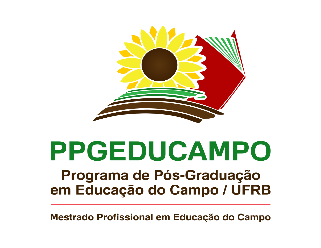 PPGEDUCAMPO
Programa de Pós-Graduação
em Educação do Campo / UFRB
Mestrado Profissional em Educação do Campo